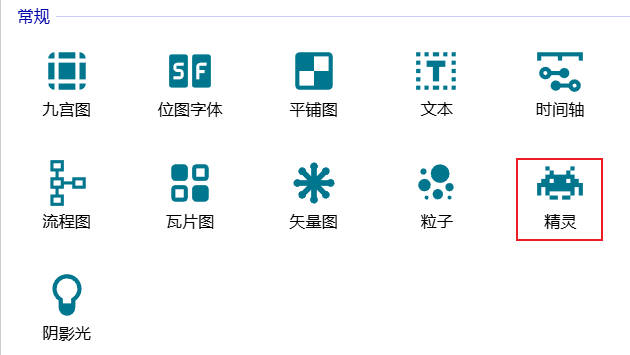 常规
九宫图 位图字体 平铺图 文本 时间轴
流程图 瓦片图 矢量图 粒子 精灵
阴影光